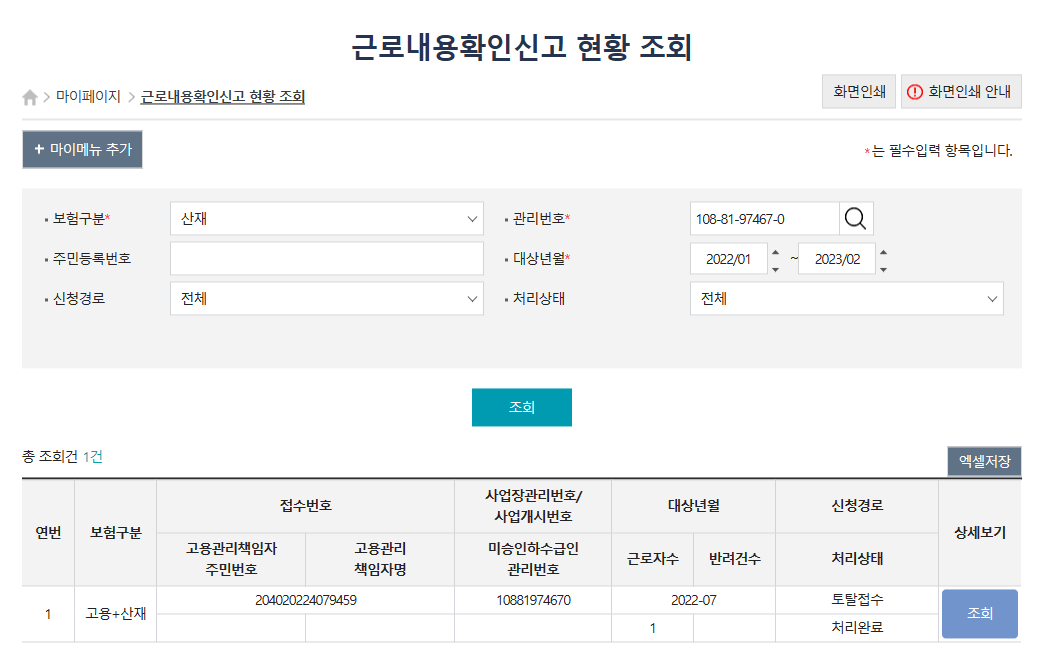 근로내용확인신고 현황 조회
마이페이지 > 근로내용확인신고 현황 조회
화면인쇄
화면인쇄 안내
+ 마이메뉴 추가
*는 필수입력 항목입니다.
보험구분* 산재
관리번호* 108-81-97467-0
주민등록번호
대상년월* 2022/01 ~ 2023/02
신청경로 전체
처리상태 전체
조회
총 조회건 1건
엑셀저장
연번
보험구분
접수번호
사업장관리번호/
사업개시번호
대상년월
신청경로
상세보기
고용관리책임자
주민번호
고용관리
책임자명
미승인하수급인
관리번호
근로자수
반려건수
처리상태
1 고용+산재 204020224079459 10881974670 2022-07 토탈접수 조회
1 처리완료